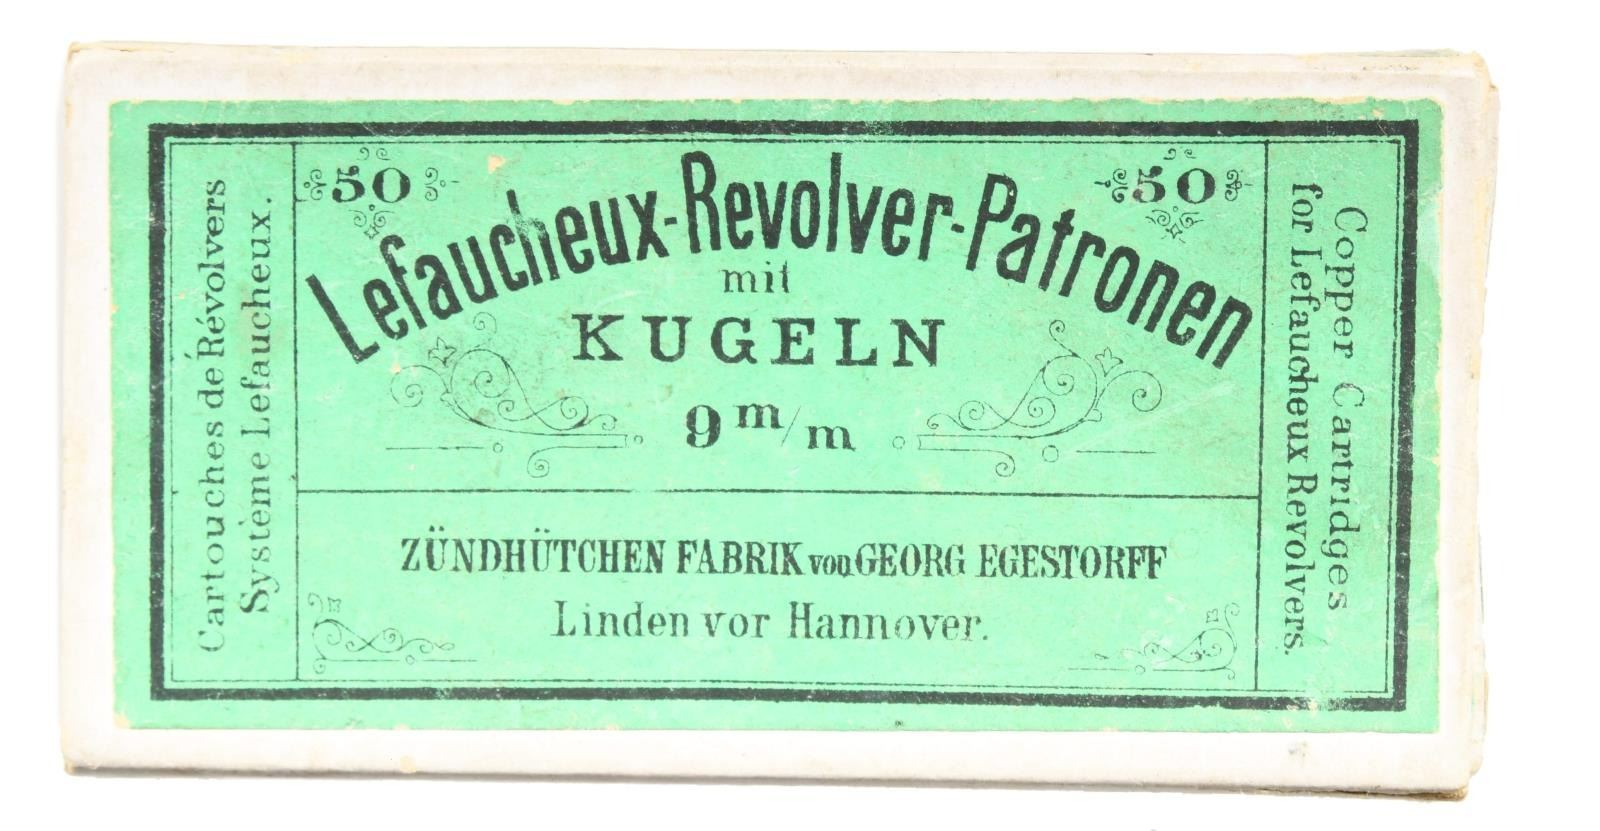 Cartouches de Révolvers
Système Lefaucheux.
50
50
Lefaucheux-Revolver-Patronen
mit
KUGELN
9 m/m
ZÜNDHÜTCHEN FABRIK von GEORG EGESTORFF
Linden vor Hannover.
Copper Cartridges
for Lefaucheux Revolvers.